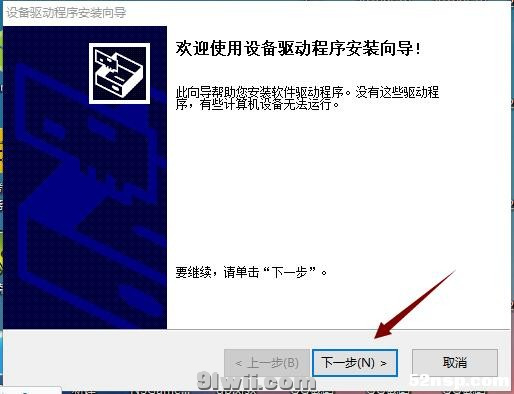 设备驱动程序安装向导
欢迎使用设备驱动程序安装向导!
此向导帮助您安装软件驱动程序。没有这些驱动程
序，有些计算机设备无法运行。
要继续，请单击“下一步”。
< 上一步(B)
下一步(N) >
取消
91wii.com
52nsp.com